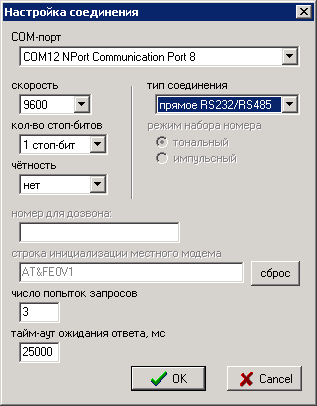 Настройка соединения
COM-порт
COM12 NPort Communication Port 8
скорость
9600
тип соединения
прямое RS232/RS485
кол-во стоп-битов
1 стоп-бит
режим набора номера
тональный
импульсный
чётность
нет
номер для дозвона:
строка инициализации местного модема
AT&FE0V1
сброс
число попыток запросов
3
тайм-аут ожидания ответа, мс
25000
OK
Cancel